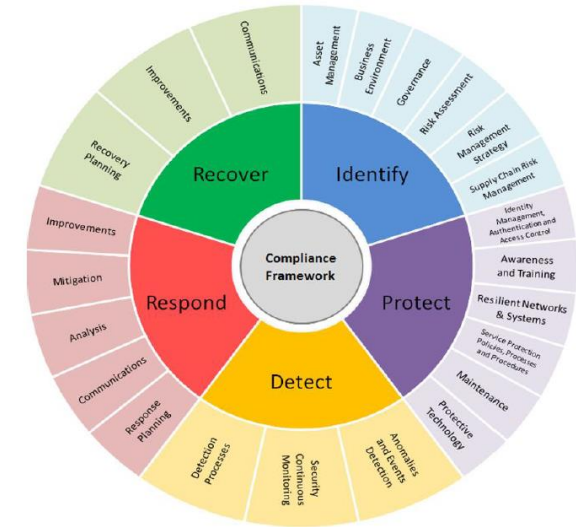 Compliance
Framework
Identify
Asset
Management
Business
Environment
Governance
Risk Assessment
Risk
Management
Strategy
Supply Chain Risk
Management
Protect
Identity
Management,
Authentication and
Access Control
Awareness
and Training
Resilient Networks
& Systems
Service Protection
Policies, Processes
and Procedures
Maintenance
Protective
Technology
Detect
Anomalies
and Events
Detection
Security
Continuous
Monitoring
Detection
Processes
Respond
Response
Planning
Communications
Analysis
Mitigation
Improvements
Recover
Recovery
Planning
Improvements
Communications